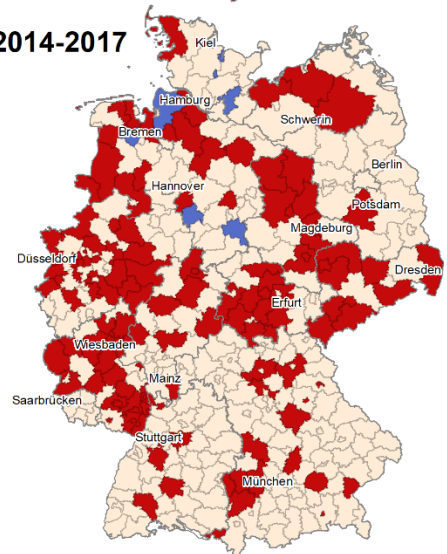 2014-2017
Kiel
Hamburg
Schwerin
Bremen
Berlin
Hannover
Potsdam
Magdeburg
Düsseldorf
Dresden
Erfurt
Wiesbaden
Mainz
Saarbrücken
Stuttgart
München